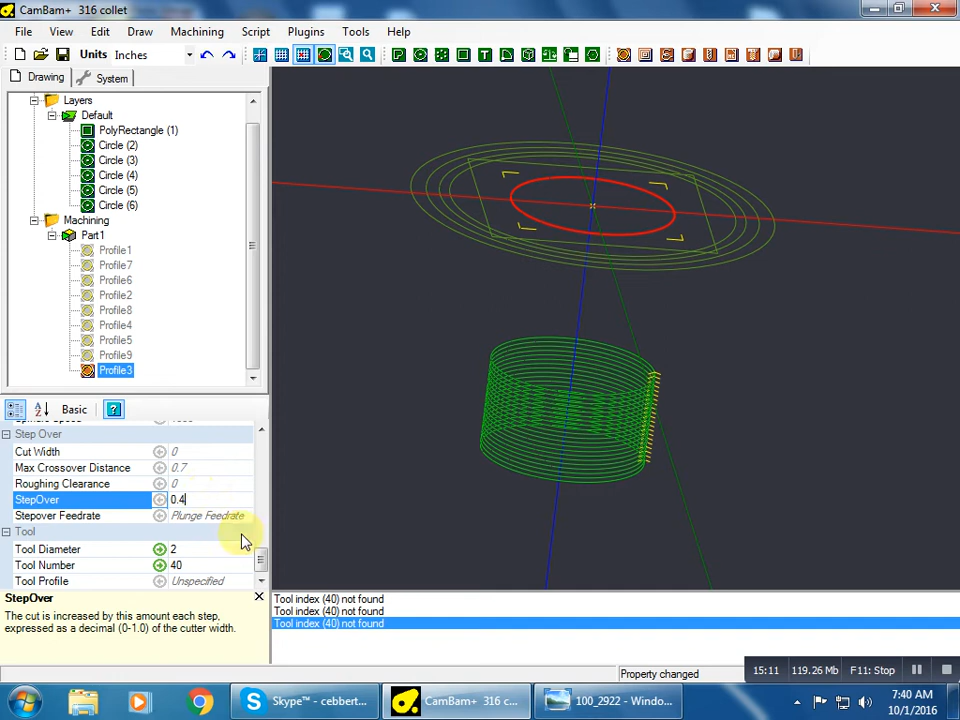 CamBam+ 316 collet
File View Edit Draw Machining Script Plugins Tools Help
Units Inches
Drawing System
Layers
Default
PolyRectangle (1)
Circle (2)
Circle (3)
Circle (4)
Circle (5)
Circle (6)
Machining
Part1
Profile1
Profile7
Profile6
Profile2
Profile8
Profile4
Profile5
Profile9
Profile3
Basic
Step Over
Cut Width 0
Max Crossover Distance 0.7
Roughing Clearance 0
StepOver 0.4
Stepover Feedrate Plunge Feedrate
Tool
Tool Diameter 2
Tool Number 40
Tool Profile Unspecified
StepOver
The cut is increased by this amount each step,
expressed as a decimal (0-1.0) of the cutter width.
Tool index (40) not found
Tool index (40) not found
Tool index (40) not found
Property changed
15:11 119.26 Mb F11: Stop
Skype™ - cebbert...
CamBam+ 316 c...
100_2922 - Windo...
7:40 AM
10/1/2016